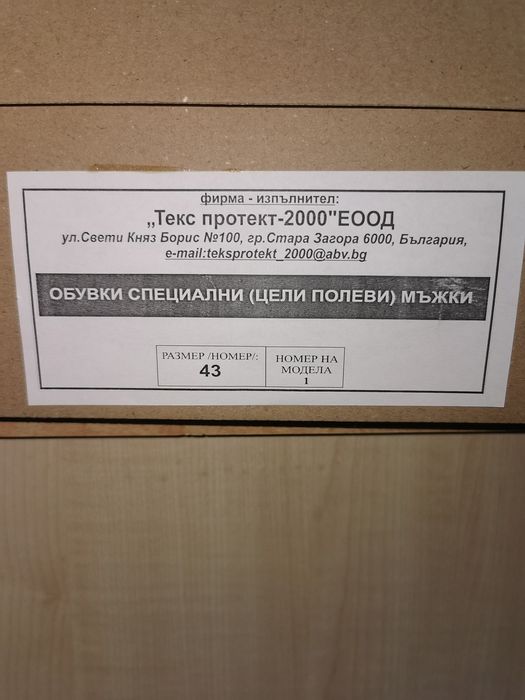 фирма - изпълнител:
„Текс протект-2000"ЕООД
ул.Свети Княз Борис №100, гр.Стара Загора 6000, България,
e-mail:teksprotekt_2000@abv.bg
ОБУВКИ СПЕЦИАЛНИ (ЦЕЛИ ПОЛЕВИ) МЪЖКИ
РАЗМЕР /НОМЕР/:
43
НОМЕР НА
МОДЕЛА
1